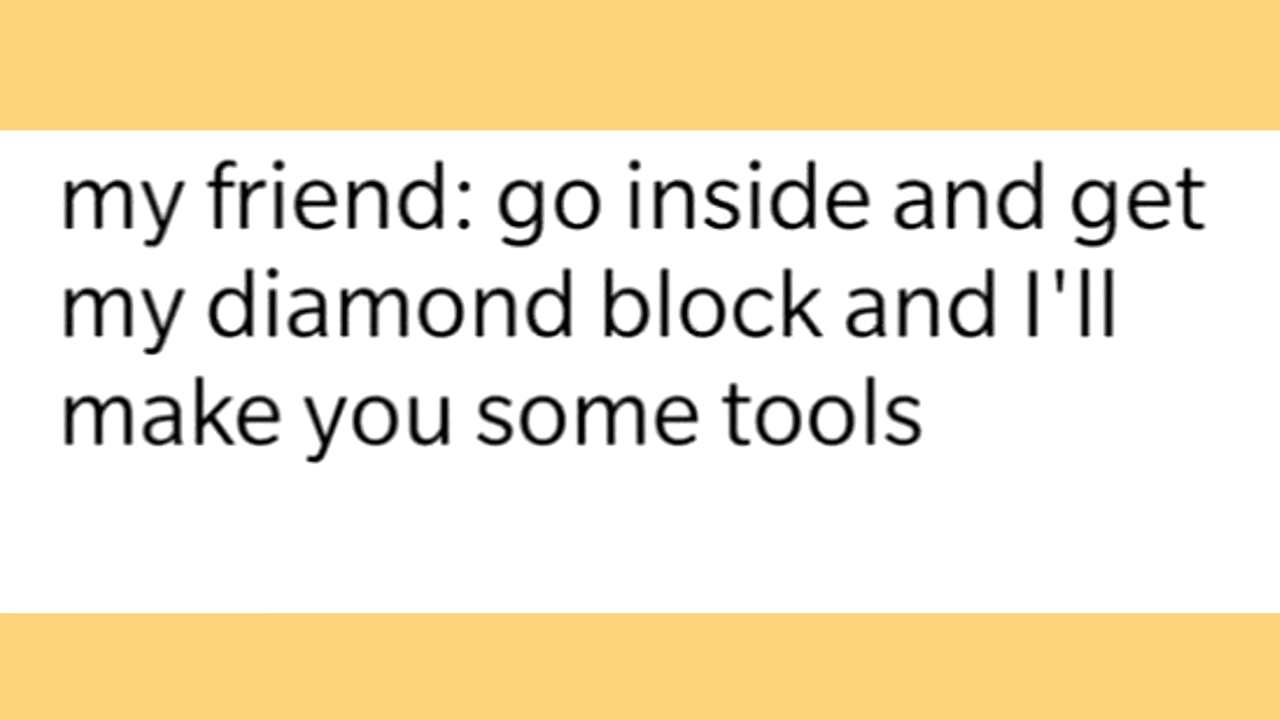 my friend: go inside and get
my diamond block and I'll
make you some tools